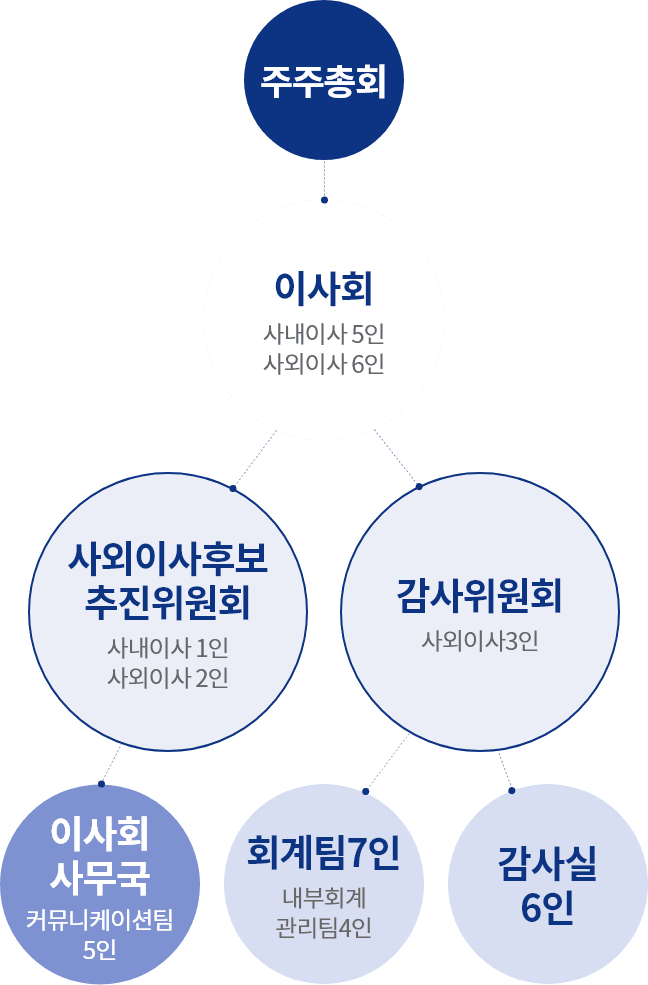 주주총회
이사회
사내이사 5인
사외이사 6인
사외이사후보
추진위원회
사내이사 1인
사외이사 2인
감사위원회
사외이사3인
이사회
사무국
커뮤니케이션팀
5인
회계팀7인
내부회계
관리팀4인
감사실
6인